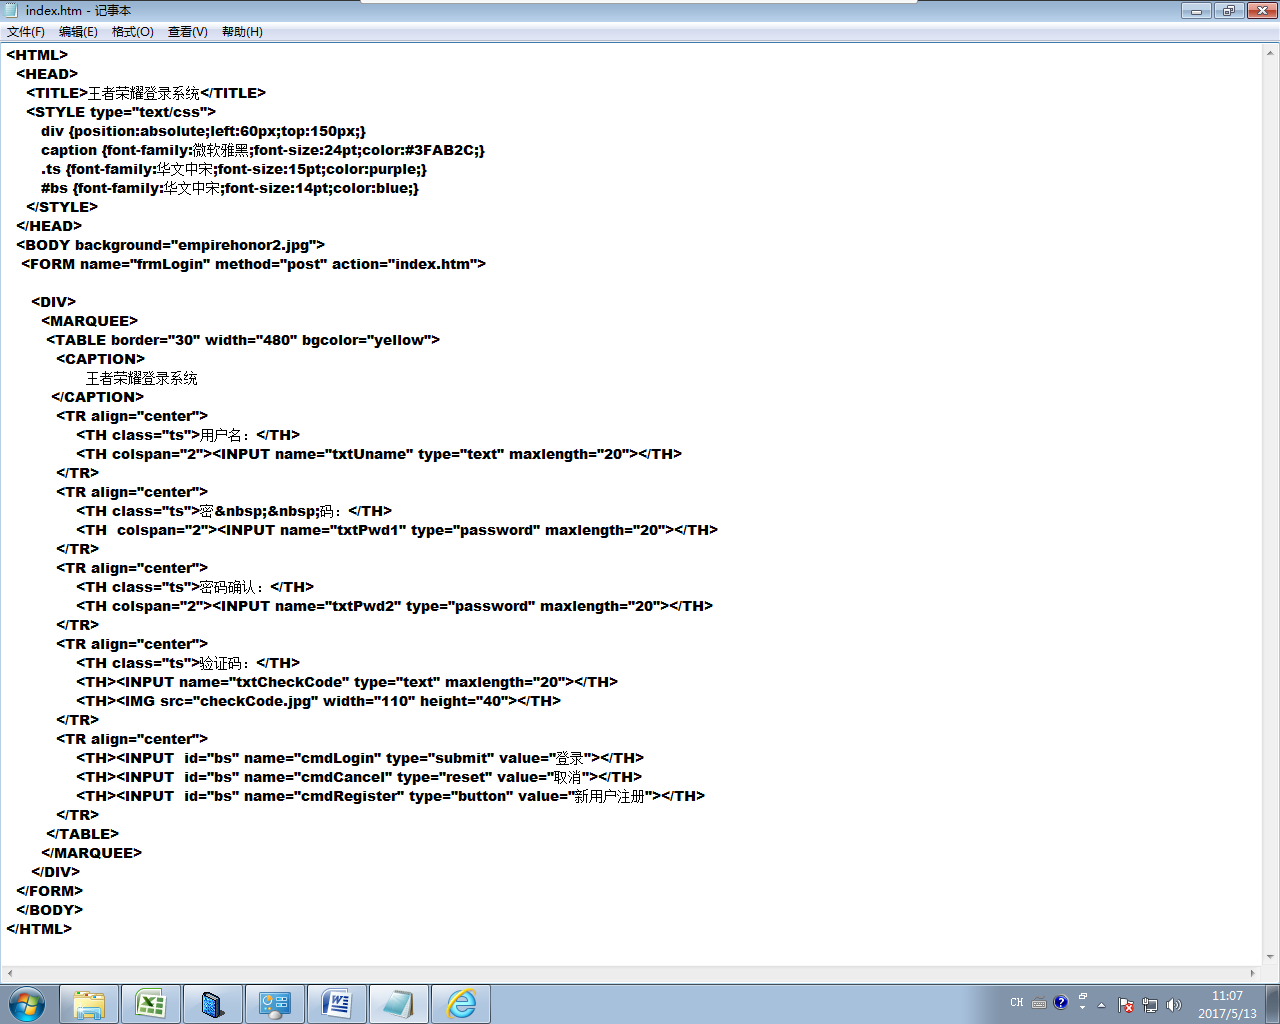 index.htm - 记事本
文件(F) 编辑(E) 格式(O) 查看(V) 帮助(H)
<HTML>
<HEAD>
<TITLE>王者荣耀登录系统</TITLE>
<STYLE type="text/css">
div {position:absolute;left:60px;top:150px;}
caption {font-family:微软雅黑;font-size:24pt;color:#3FAB2C;}
.ts {font-family:华文中宋;font-size:15pt;color:purple;}
#bs {font-family:华文中宋;font-size:14pt;color:blue;}
</STYLE>
</HEAD>
<BODY background="empirehonor2.jpg">
<FORM name="frmLogin" method="post" action="index.htm">
<DIV>
<MARQUEE>
<TABLE border="30" width="480" bgcolor="yellow">
<CAPTION>
王者荣耀登录系统
</CAPTION>
<TR align="center">
<TH class="ts">用户名：</TH>
<TH colspan="2"><INPUT name="txtUname" type="text" maxlength="20"></TH>
</TR>
<TR align="center">
<TH class="ts">密&nbsp;&nbsp;码：</TH>
<TH  colspan="2"><INPUT name="txtPwd1" type="password" maxlength="20"></TH>
</TR>
<TR align="center">
<TH class="ts">密码确认：</TH>
<TH colspan="2"><INPUT name="txtPwd2" type="password" maxlength="20"></TH>
</TR>
<TR align="center">
<TH class="ts">验证码：</TH>
<TH><INPUT name="txtCheckCode" type="text" maxlength="20"></TH>
<TH><IMG src="checkCode.jpg" width="110" height="40"></TH>
</TR>
<TR align="center">
<TH><INPUT  id="bs" name="cmdLogin" type="submit" value="登录"></TH>
<TH><INPUT  id="bs" name="cmdCancel" type="reset" value="取消"></TH>
<TH><INPUT  id="bs" name="cmdRegister" type="button" value="新用户注册"></TH>
</TR>
</TABLE>
</MARQUEE>
</DIV>
</FORM>
</BODY>
</HTML>
CH
11:07
2017/5/13